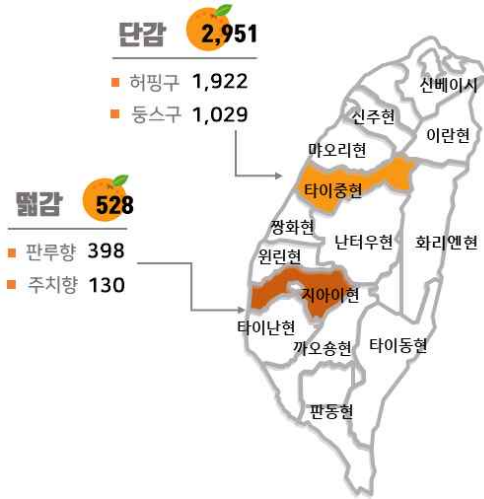 단감 2,951
허핑구 1,922
둥스구 1,029
떫감 528
판루향 398
주치향 130
신베이시
신주현
이란현
먀오리현
타이중현
짱화현
난터우현
화리엔현
윈린현
지아이현
타이난현
까오숑현
타이동현
판동현